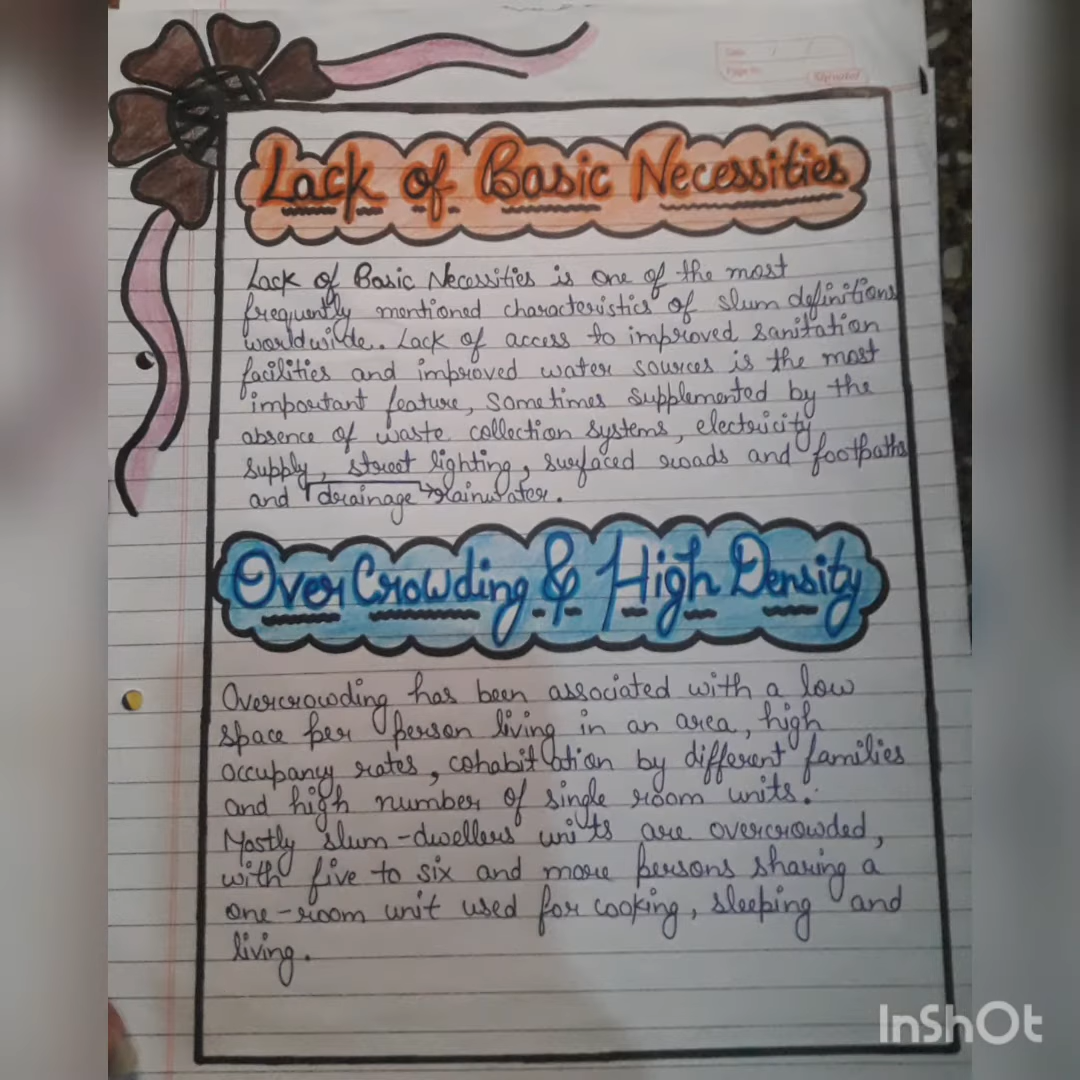 Date / /
Page No.
Alphabet
Lack of Basic Necessities
Lack of Basic Necessities is one of the most
frequently mentioned characteristics of slum definitions
worldwide. Lack of access to improved sanitation
facilities and improved water sources is the most
important feature, sometimes supplemented by the
absence of waste collection systems, electricity
supply, street lighting, surfaced roads and footpaths
and drainage rainwater.
Over Crowding & High Density
Overcrowding has been associated with a low
space per person living in an area, high
occupany rates, cohabitation by different families
and high number of single room units.
Mostly slum-dwellers units are overcrowded,
with five to six and more persons sharing a
one-room unit used for cooking, sleeping and
living.
InShOt